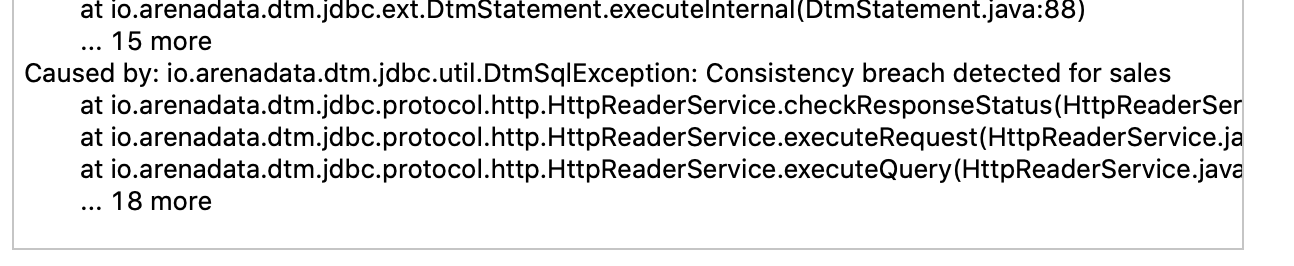 at io.arenadata.dtm.jdbc.ext.DtmStatement.executeInternal(DtmStatement.java:88)
... 15 more
Caused by: io.arenadata.dtm.jdbc.util.DtmSqlException: Consistency breach detected for sales
at io.arenadata.dtm.jdbc.protocol.http.HttpReaderService.checkResponseStatus(HttpReaderSer
at io.arenadata.dtm.jdbc.protocol.http.HttpReaderService.executeRequest(HttpReaderService.ja
at io.arenadata.dtm.jdbc.protocol.http.HttpReaderService.executeQuery(HttpReaderService.java
... 18 more